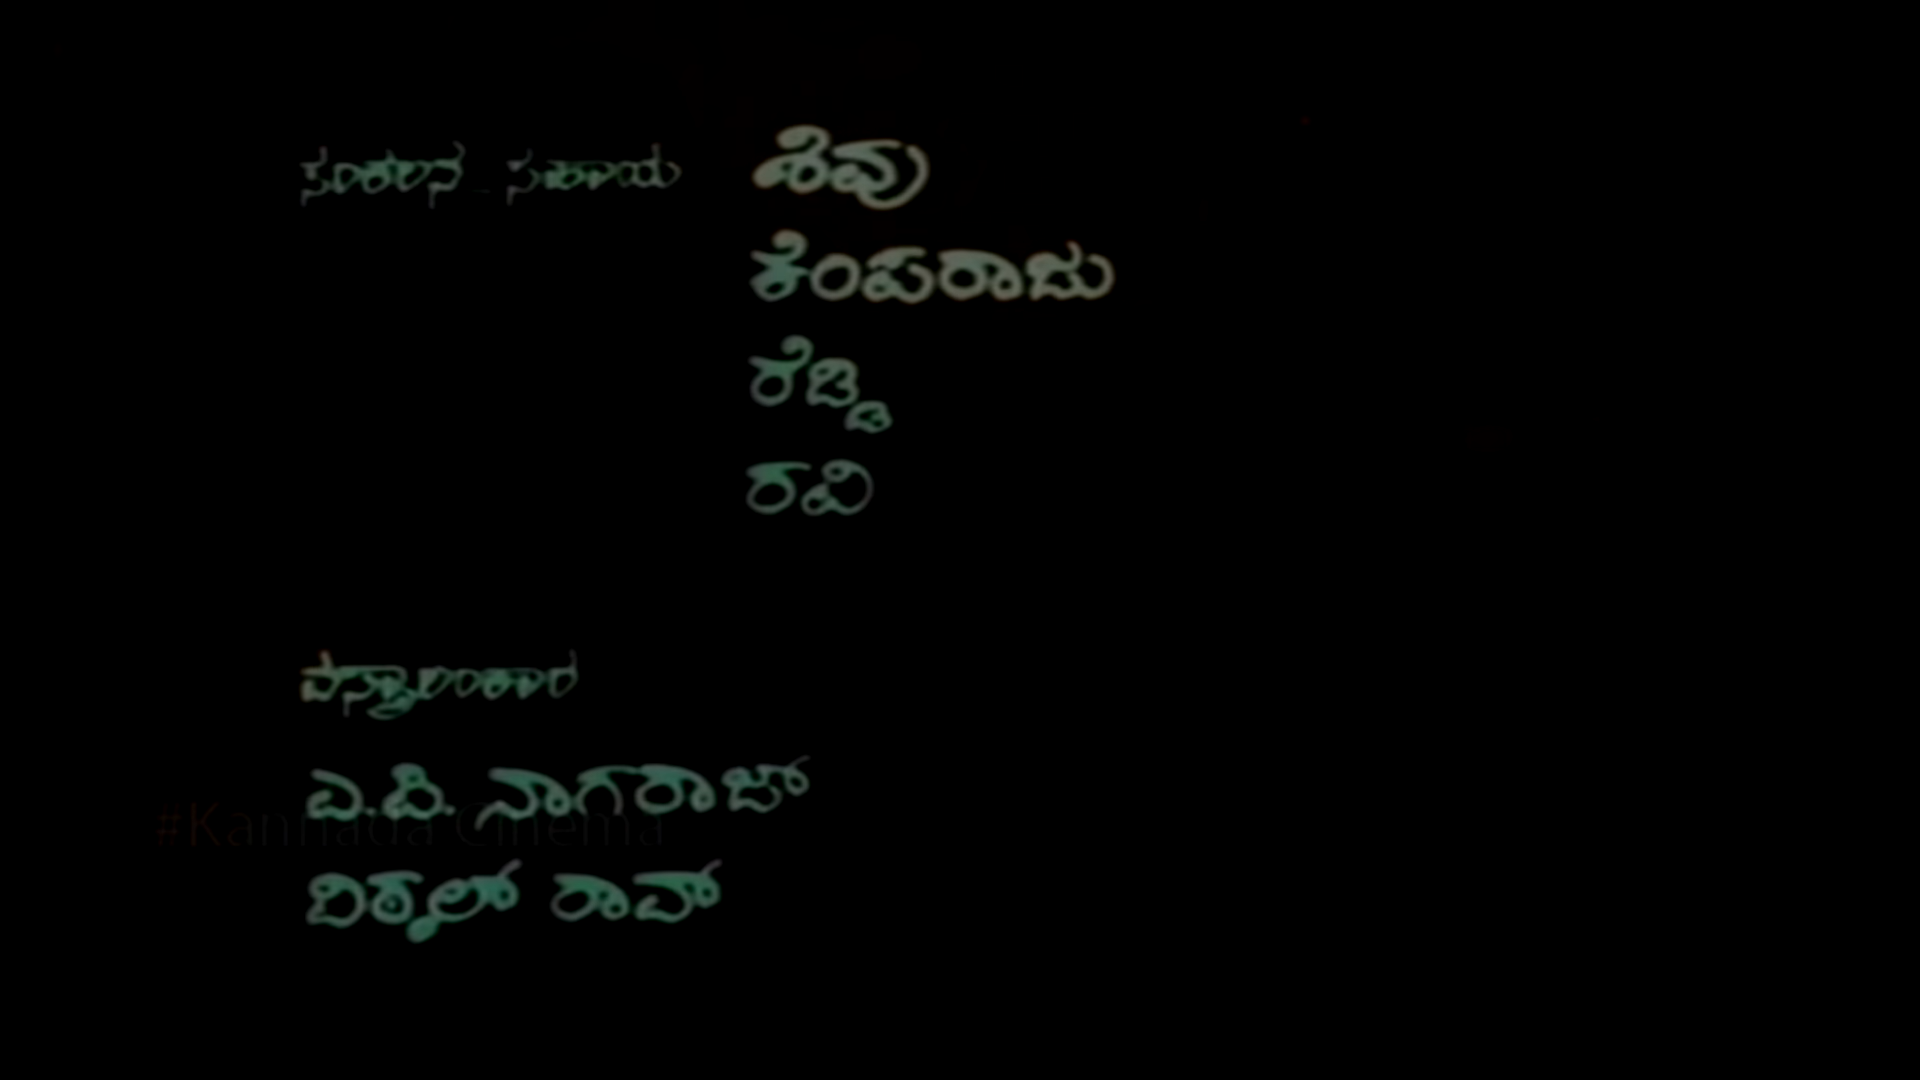 ಸಂಕಲನ - ಸಹಾಯ ಶಿವು
ಕೆಂಪರಾಜು
ರೆಡ್ಡಿ
ರವಿ
ವಸ್ತ್ರಾಲಂಕಾರ
ಎ.ಪಿ. ನಾಗರಾಜ್
ವಿಠ್ಠಲ್ ರಾವ್
#Kannada Cinema